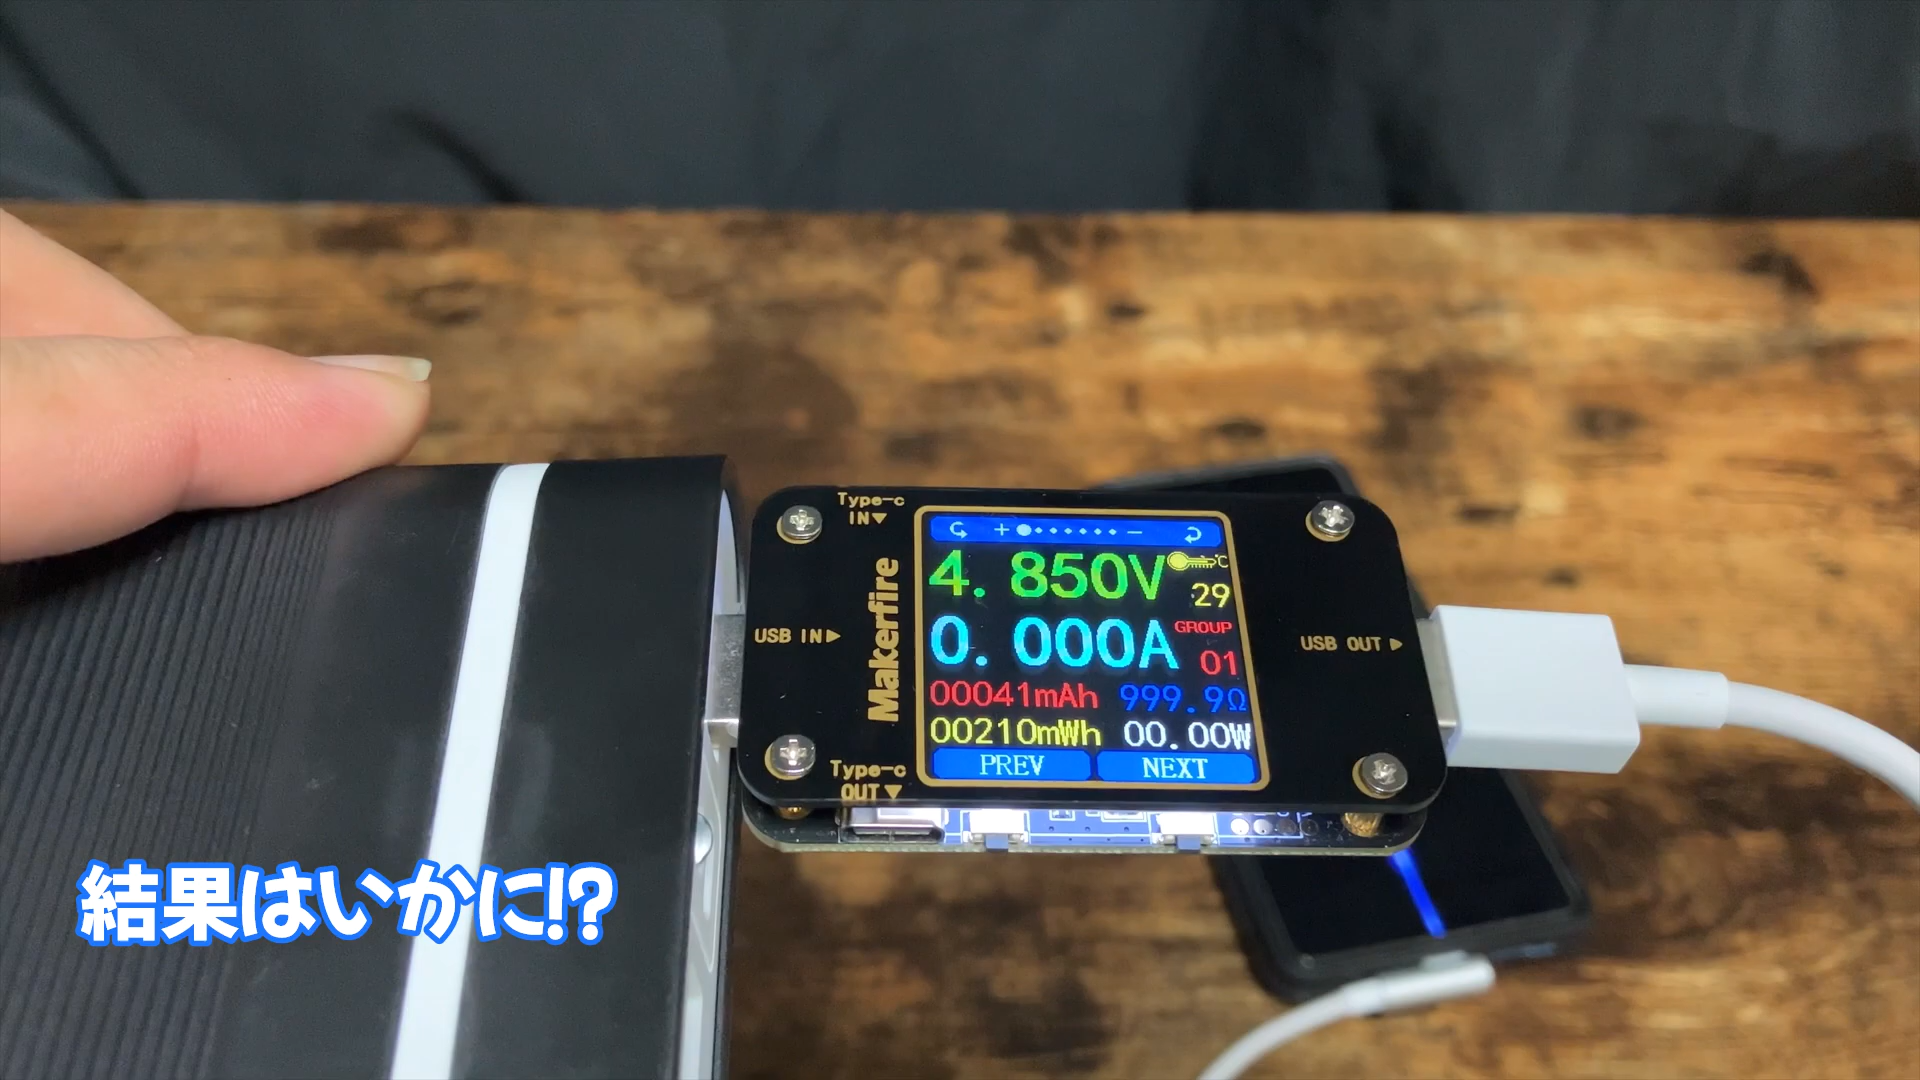 Type-c
IN▼
4.850V
℃
29
USB IN▶
Makerfire
0.000A
GROUP
01
USB OUT▶
00041mAh
999.9Ω
00210mWh
00.00W
PREV
NEXT
Type-c
OUT▼
結果はいかに!?